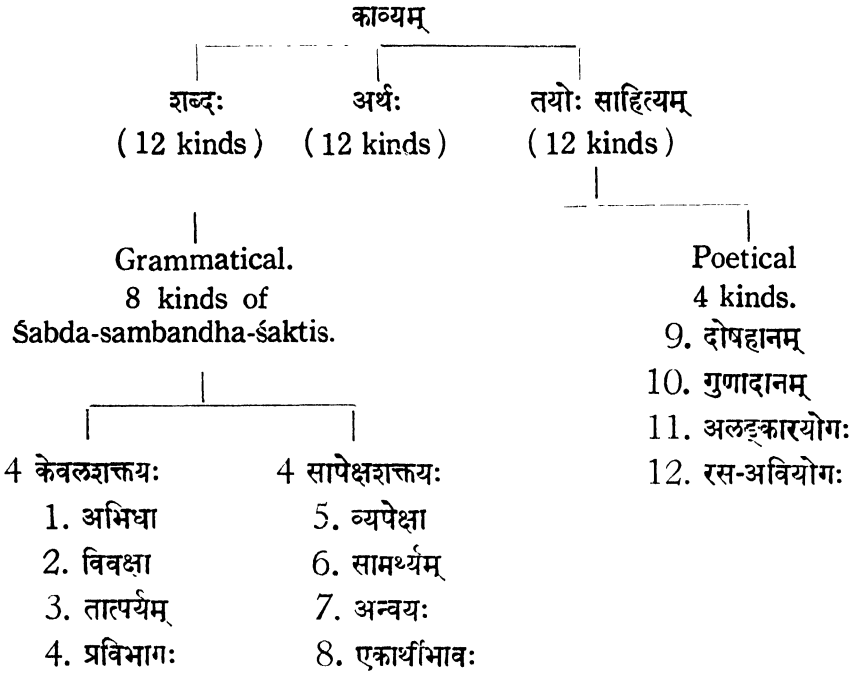 काव्यम्
शब्दः अर्थः तयोः साहित्यम्
( 12 kinds ) ( 12 kinds ) ( 12 kinds )
Grammatical.
8 kinds of
Śabda-sambandha-śaktis.
4 केवलशक्तयः
1. अभिधा
2. विवक्षा
3. तात्पर्यम्
4. प्रविभागः
4 सापेक्षशक्तयः
5. व्यपेक्षा
6. सामर्थ्यम्
7. अन्वयः
8. एकार्थीभावः
Poetical
4 kinds.
9. दोषहानम्
10. गुणादानम्
11. अलङ्कारयोगः
12. रस-अवियोगः